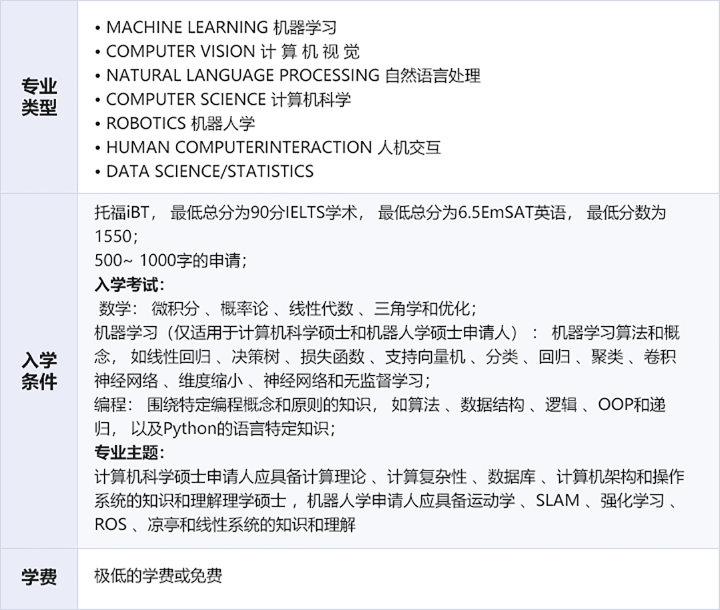 专业
类型
• MACHINE LEARNING 机器学习
• COMPUTER VISION 计 算 机 视 觉
• NATURAL LANGUAGE PROCESSING 自然语言处理
• COMPUTER SCIENCE 计算机科学
• ROBOTICS 机器人学
• HUMAN COMPUTERINTERACTION 人机交互
• DATA SCIENCE/STATISTICS
入学
条件
托福iBT， 最低总分为90分IELTS学术， 最低总分为6.5EmSAT英语， 最低分数为
1550；
500~ 1000字的申请；
入学考试：
数学： 微积分 、概率论 、线性代数 、三角学和优化；
机器学习（仅适用于计算机科学硕士和机器人学硕士申请人）： 机器学习算法和概
念， 如线性回归 、决策树 、损失函数 、支持向量机 、分类 、回归 、聚类 、卷积
神经网络 、维度缩小 、神经网络和无监督学习；
编程： 围绕特定编程概念和原则的知识， 如算法 、数据结构 、逻辑 、OOP和递
归， 以及Python的语言特定知识；
专业主题：
计算机科学硕士申请人应具备计算理论 、计算复杂性 、数据库 、计算机架构和操作
系统的知识和理解理学硕士 ，机器人学申请人应具备运动学 、SLAM 、强化学习 、
ROS 、凉亭和线性系统的知识和理解
学费
极低的学费或免费